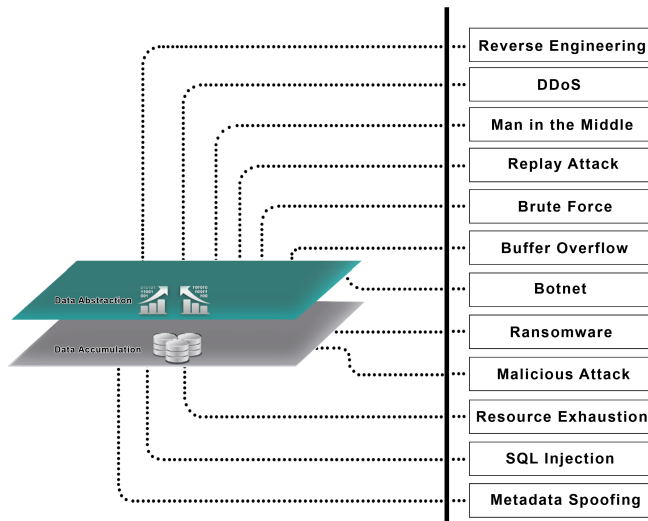 Reverse Engineering
DDoS
Man in the Middle
Replay Attack
Brute Force
Buffer Overflow
Botnet
Ransomware
Malicious Attack
Resource Exhaustion
SQL Injection
Metadata Spoofing
Data Abstraction
Data Accumulation